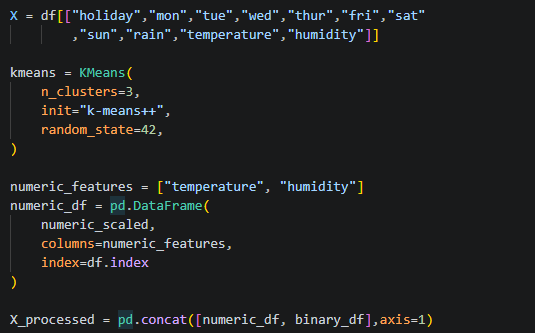 X = df[["holiday","mon","tue","wed","thur","fri","sat"
,"sun","rain","temperature","humidity"]]
kmeans = KMeans(
n_clusters=3,
init="k-means++",
random_state=42,
)
numeric_features = ["temperature", "humidity"]
numeric_df = pd.DataFrame(
numeric_scaled,
columns=numeric_features,
index=df.index
)
X_processed = pd.concat([numeric_df, binary_df],axis=1)